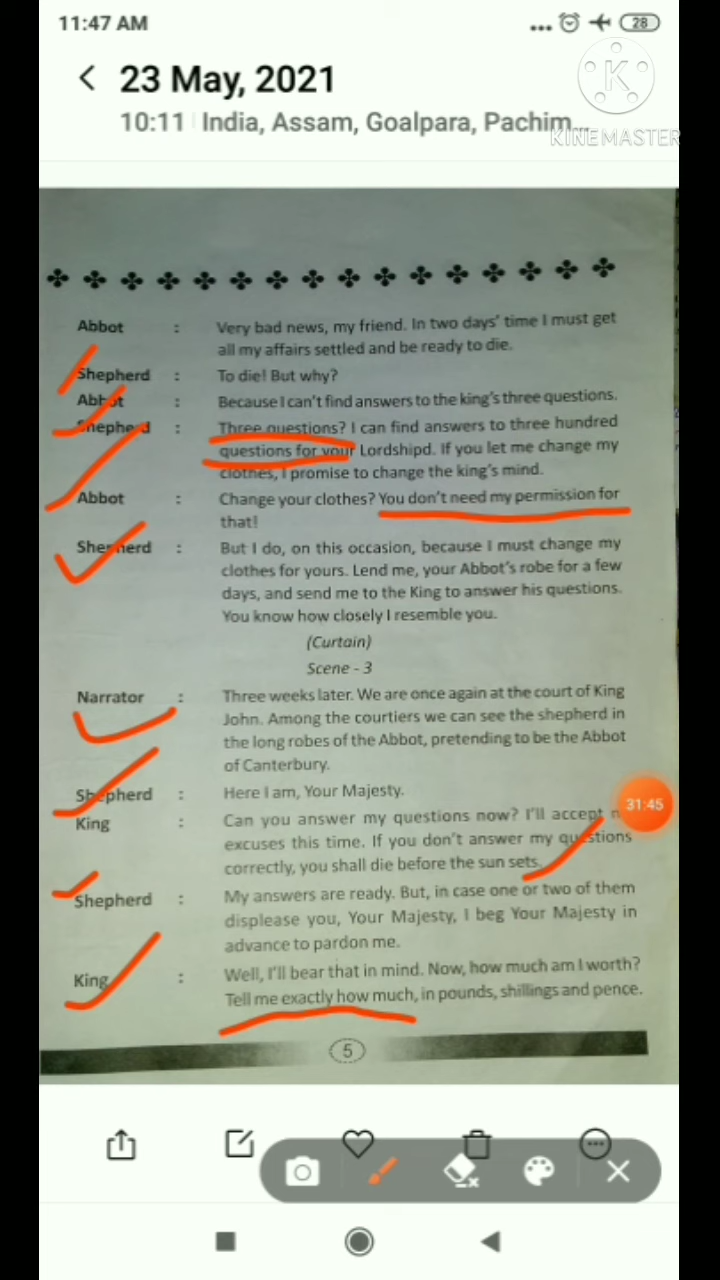 11:47 AM
28
23 May, 2021
10:11 India, Assam, Goalpara, Pachim...
K
KINEMASTER
Abbot : Very bad news, my friend. In two days' time I must get
all my affairs settled and be ready to die.
Shepherd : To die! But why?
Abbot : Because I can't find answers to the king's three questions.
Shepherd : Three questions? I can find answers to three hundred
questions for your Lordshipd. If you let me change my
clothes, I promise to change the king's mind.
Abbot : Change your clothes? You don't need my permission for
that!
Shepherd : But I do, on this occasion, because I must change my
clothes for yours. Lend me, your Abbot's robe for a few
days, and send me to the King to answer his questions.
You know how closely I resemble you.
(Curtain)
Scene - 3
Narrator : Three weeks later. We are once again at the court of King
John. Among the courtiers we can see the shepherd in
the long robes of the Abbot, pretending to be the Abbot
of Canterbury.
Shepherd : Here I am, Your Majesty.
King : Can you answer my questions now? I'll accept
31:45
excuses this time. If you don't answer my questions
correctly, you shall die before the sun sets.
Shepherd : My answers are ready. But, in case one or two of them
displease you, Your Majesty, I beg Your Majesty in
advance to pardon me.
King : Well, I'll bear that in mind. Now, how much am I worth?
Tell me exactly how much, in pounds, shillings and pence.
5